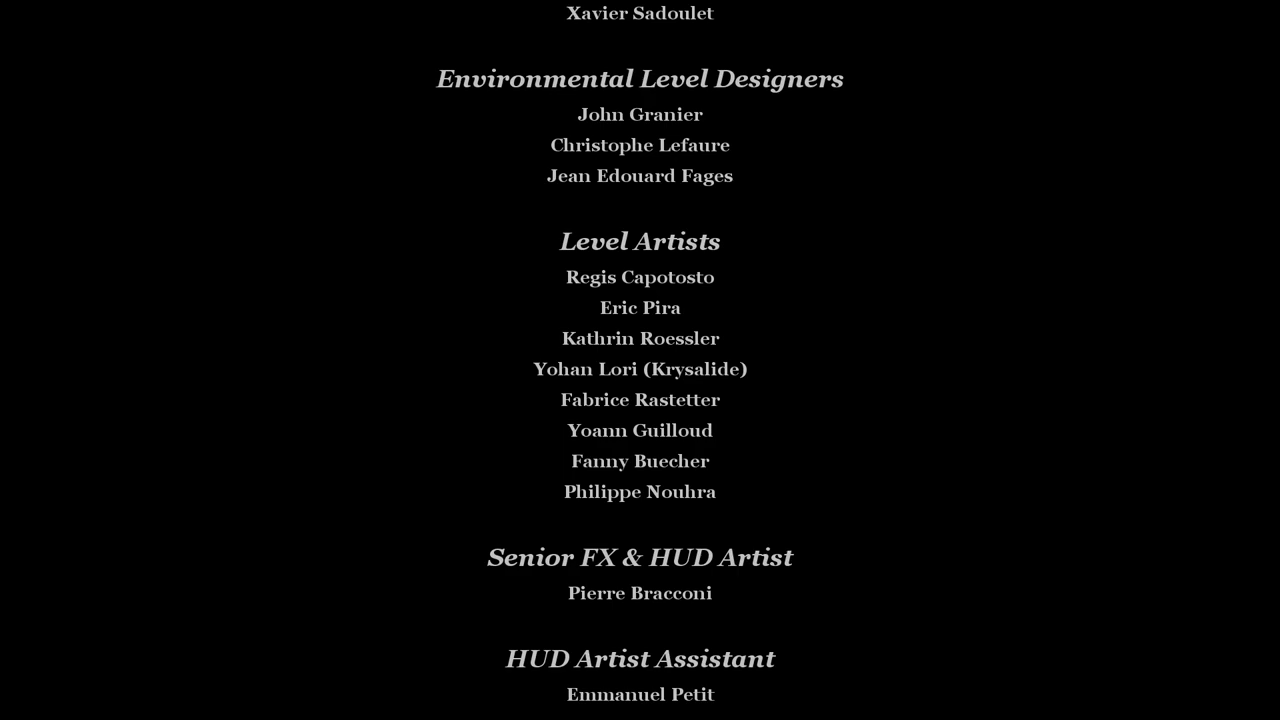 Xavier Sadoulet
Environmental Level Designers
John Granier
Christophe Lefaure
Jean Edouard Fages
Level Artists
Regis Capotosto
Eric Pira
Kathrin Roessler
Yohan Lori (Krysalide)
Fabrice Rastetter
Yoann Guilloud
Fanny Buecher
Philippe Nouhra
Senior FX & HUD Artist
Pierre Bracconi
HUD Artist Assistant
Emmanuel Petit